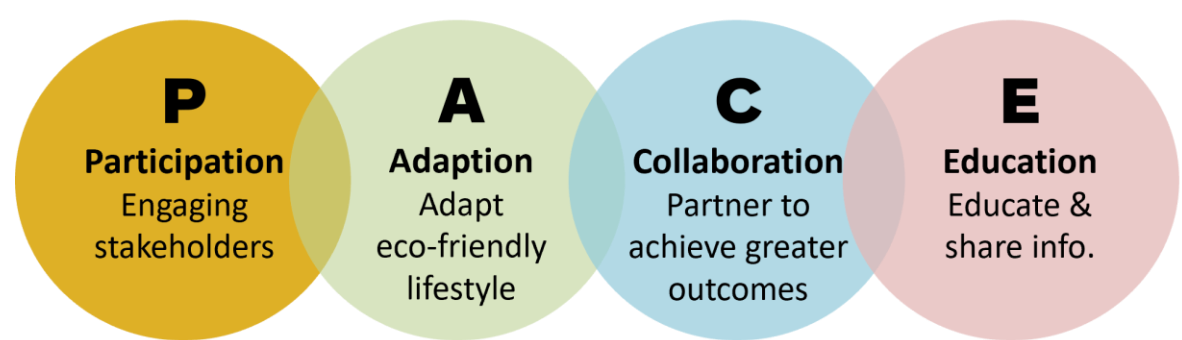 P
Participation
Engaging
stakeholders
A
Adaption
Adapt
eco-friendly
lifestyle
C
Collaboration
Partner to
achieve greater
outcomes
E
Education
Educate &
share info.